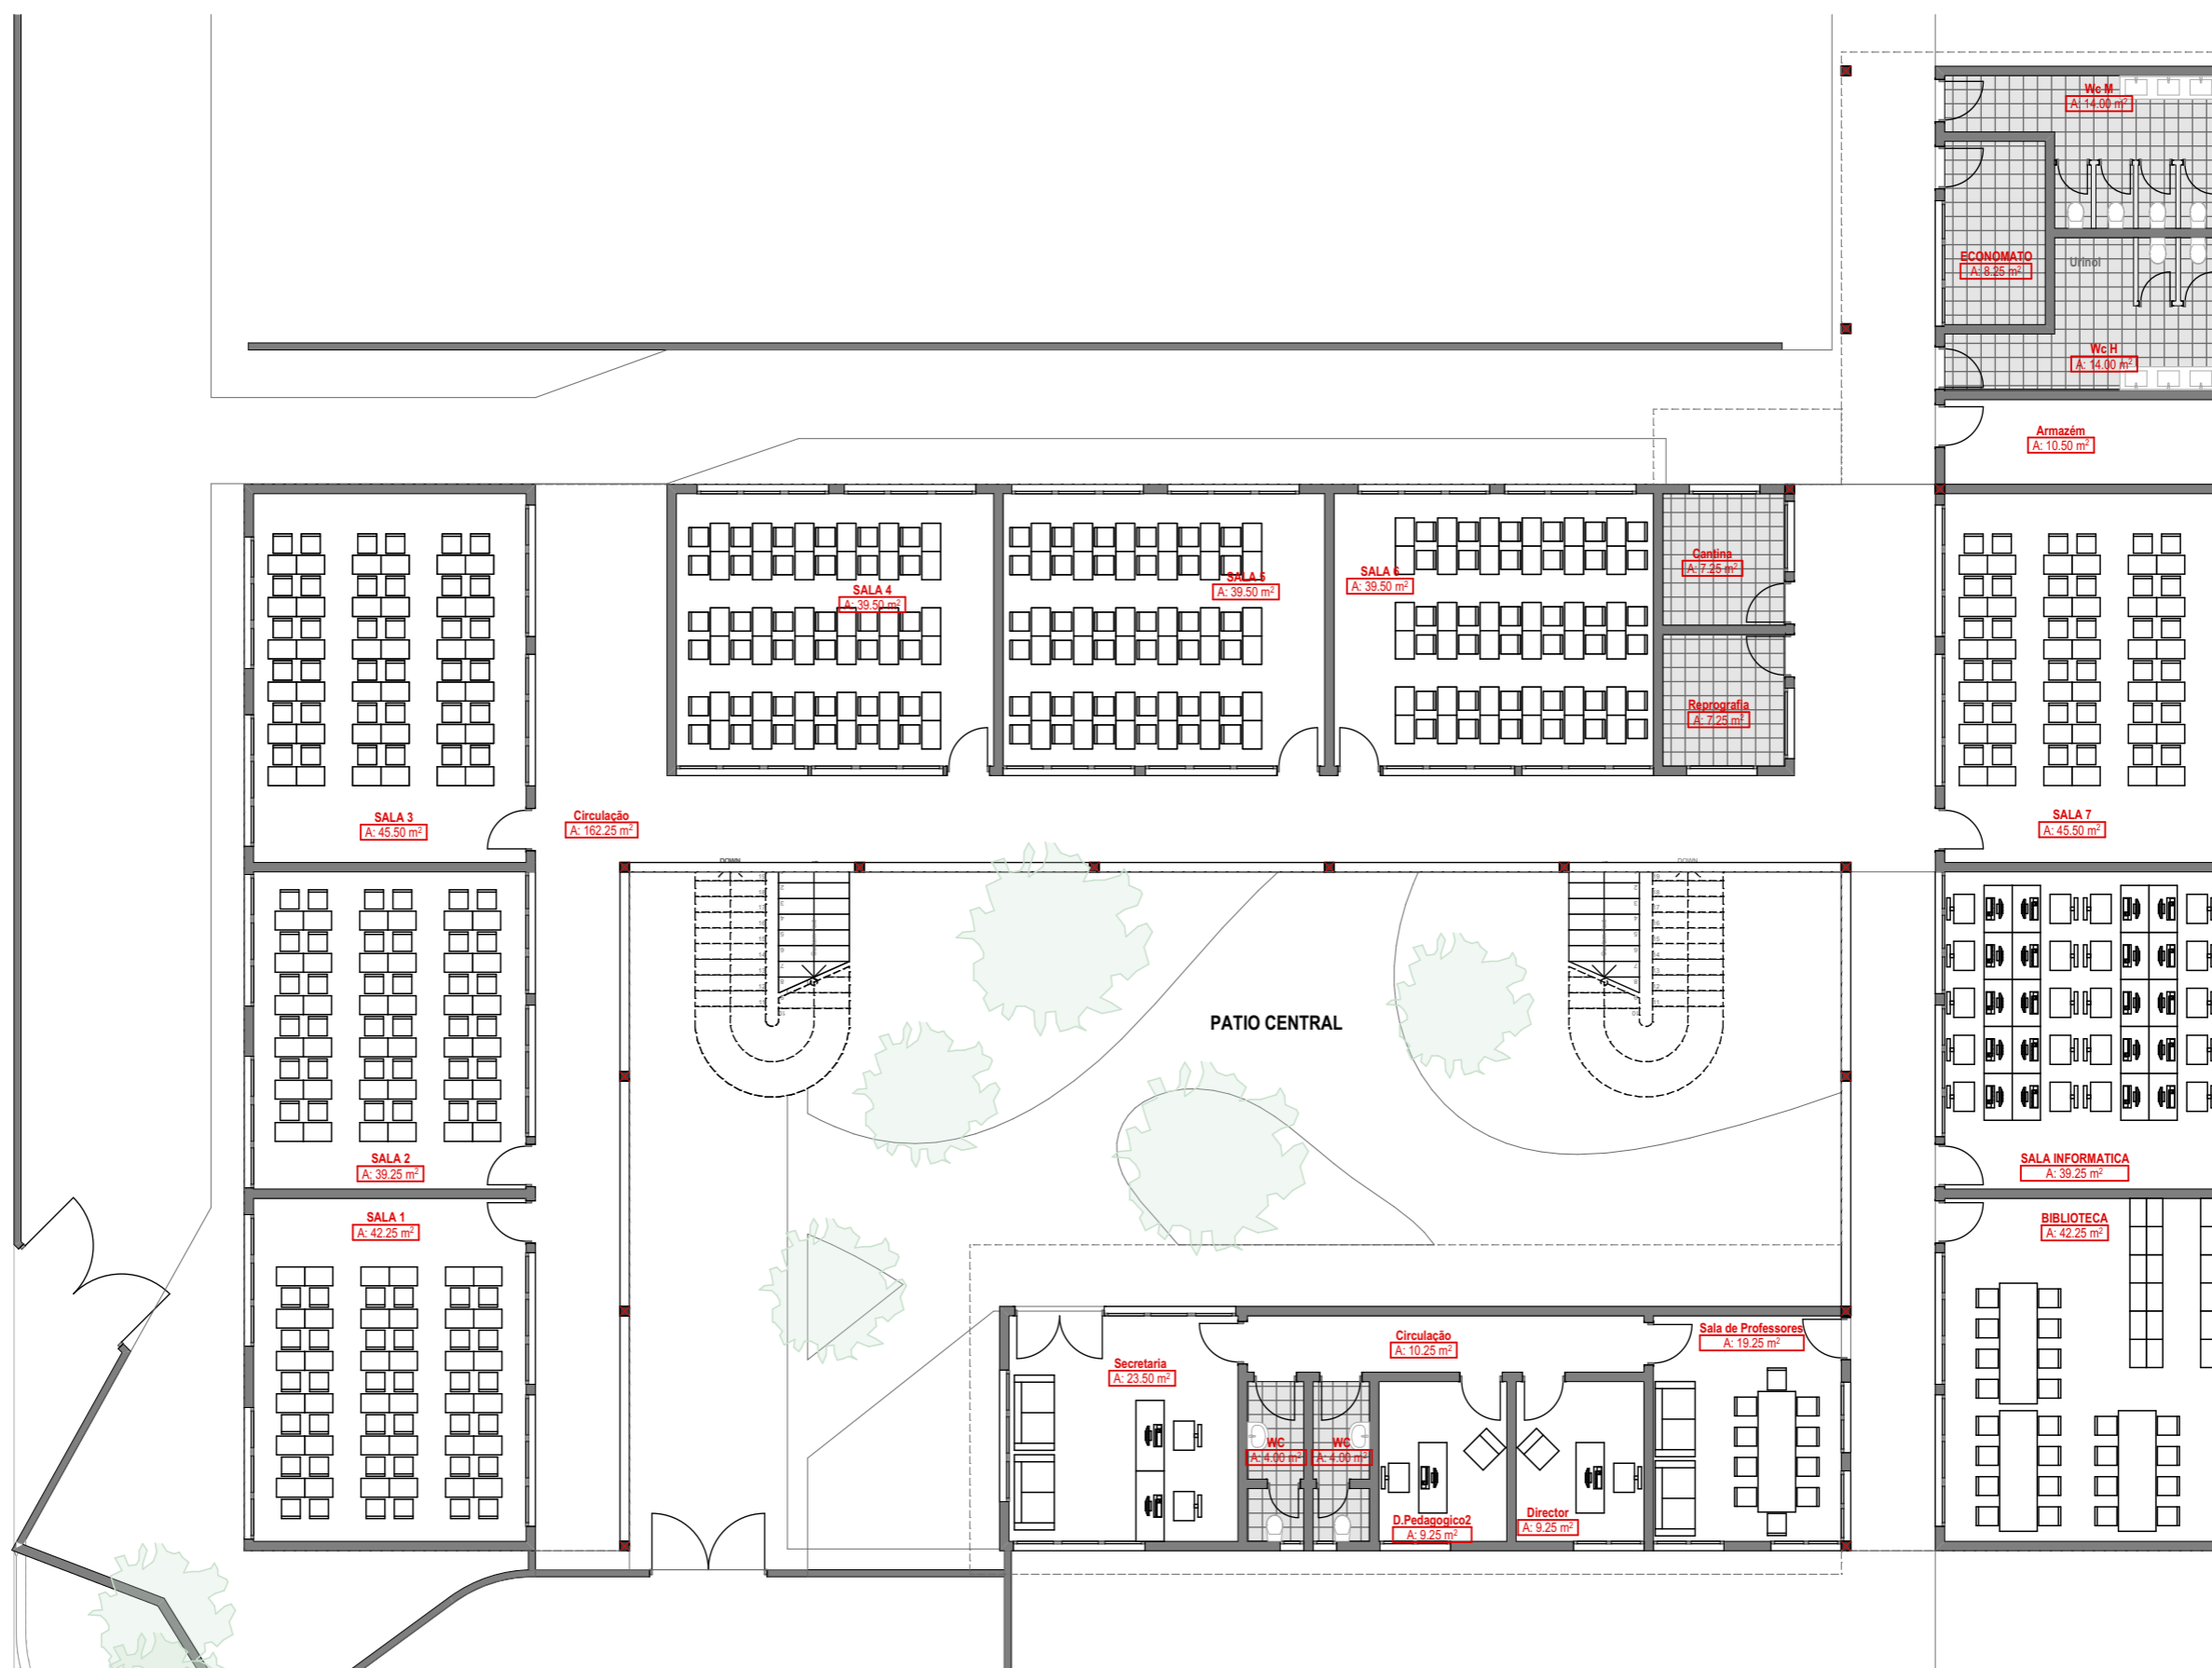 Wc M
A: 14.00 m²
ECONOMATO
A: 8.25 m²
Urinol
Wc H
A: 14.00 m²
Armazém
A: 10.50 m²
Cantina
A: 7.25 m²
SALA 4
A: 39.50 m²
SALA 5
A: 39.50 m²
SALA 6
A: 39.50 m²
Reprografia
A: 7.25 m²
SALA 3
A: 45.50 m²
Circulação
A: 162.25 m²
SALA 7
A: 45.50 m²
DOWN
DOWN
PATIO CENTRAL
SALA 2
A: 39.25 m²
SALA INFORMATICA
A: 39.25 m²
SALA 1
A: 42.25 m²
BIBLIOTECA
A: 42.25 m²
Circulação
A: 10.25 m²
Sala de Professores
A: 19.25 m²
Secretaria
A: 23.50 m²
WC
A: 4.00 m²
WC
A: 4.00 m²
D.Pedagogico2
A: 9.25 m²
Director
A: 9.25 m²